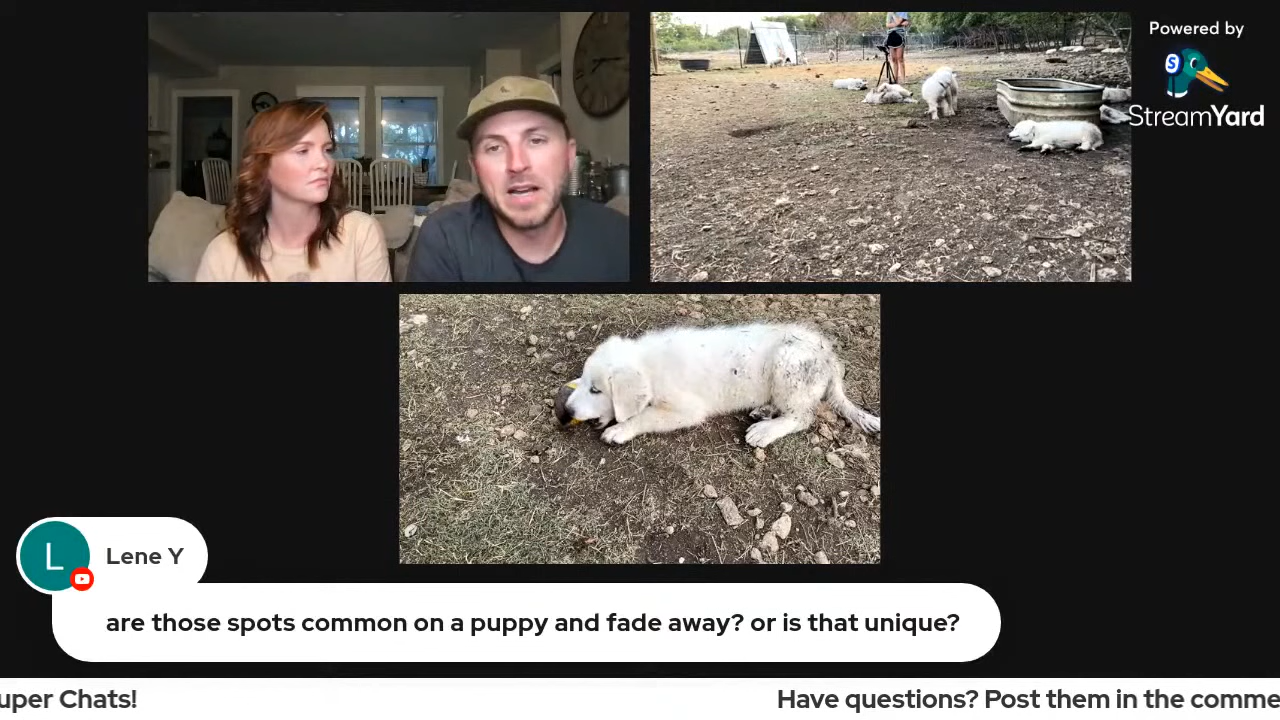 Powered by
S
StreamYard
L
Lene Y
are those spots common on a puppy and fade away? or is that unique?
uper Chats!
Have questions? Post them in the comme